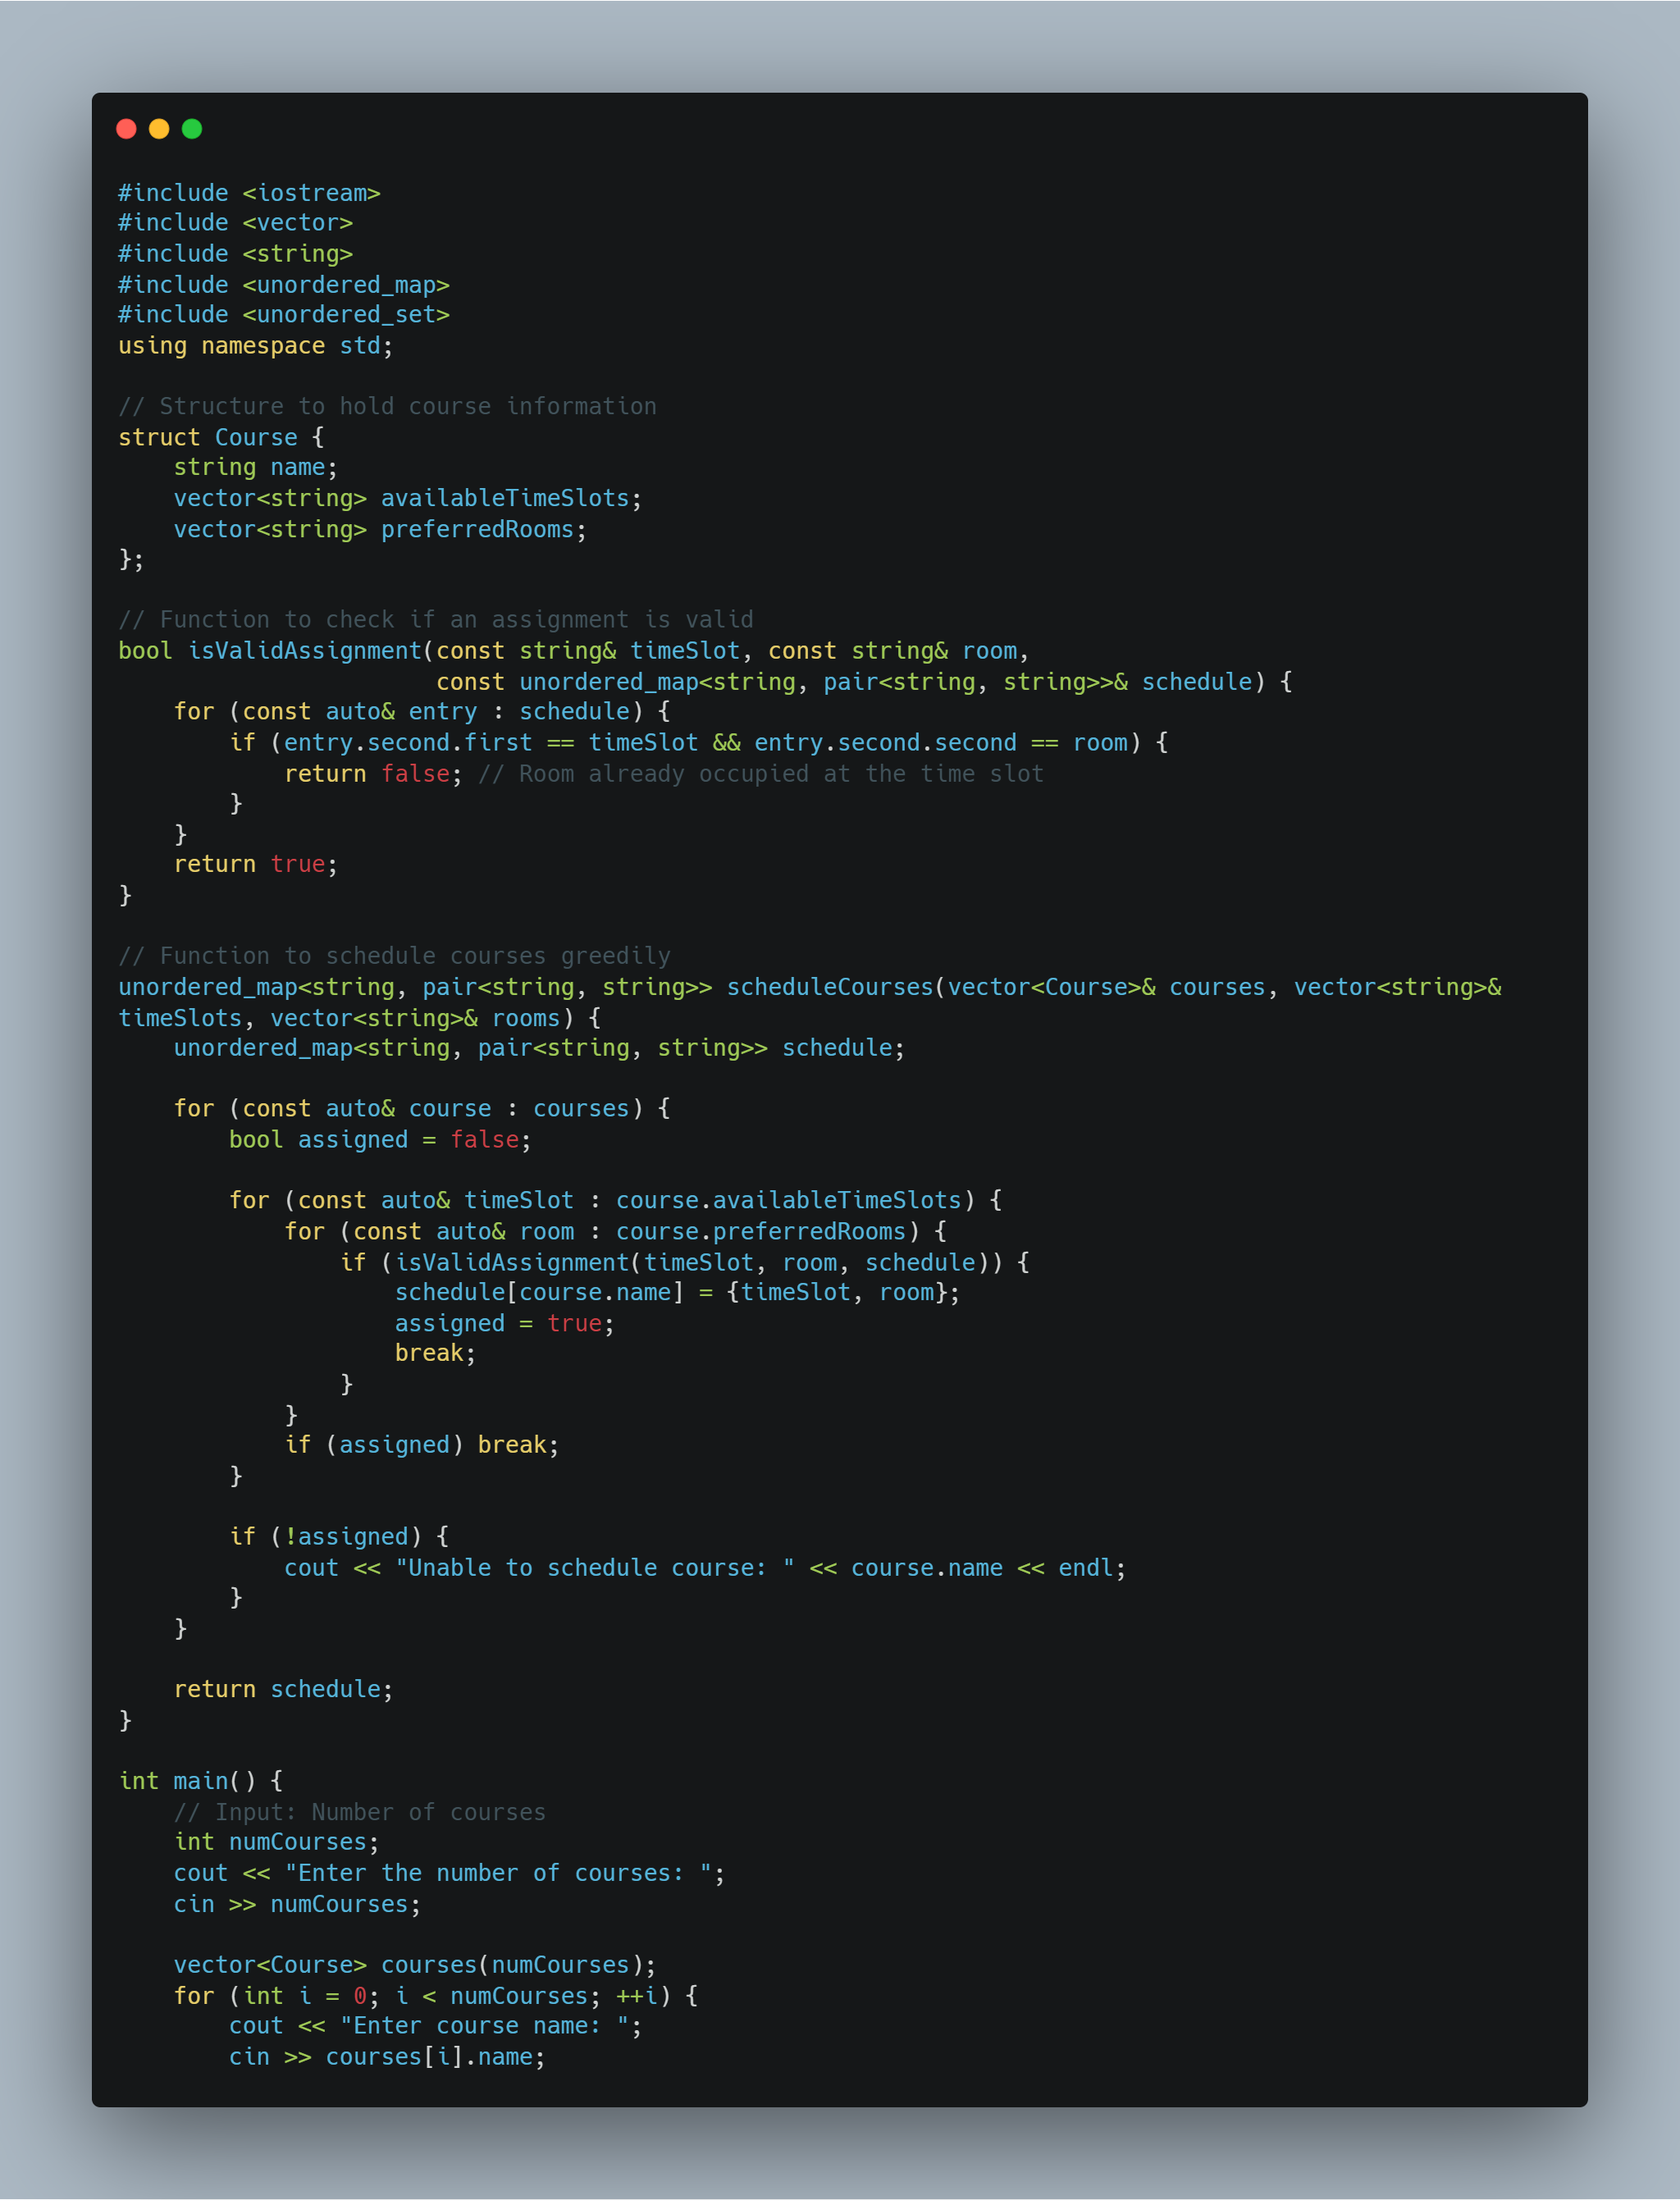 #include <iostream>
#include <vector>
#include <string>
#include <unordered_map>
#include <unordered_set>
using namespace std;

// Structure to hold course information
struct Course {
    string name;
    vector<string> availableTimeSlots;
    vector<string> preferredRooms;
};

// Function to check if an assignment is valid
bool isValidAssignment(const string& timeSlot, const string& room,
                       const unordered_map<string, pair<string, string>>& schedule) {
    for (const auto& entry : schedule) {
        if (entry.second.first == timeSlot && entry.second.second == room) {
            return false; // Room already occupied at the time slot
        }
    }
    return true;
}

// Function to schedule courses greedily
unordered_map<string, pair<string, string>> scheduleCourses(vector<Course>& courses, vector<string>&
timeSlots, vector<string>& rooms) {
    unordered_map<string, pair<string, string>> schedule;

    for (const auto& course : courses) {
        bool assigned = false;

        for (const auto& timeSlot : course.availableTimeSlots) {
            for (const auto& room : course.preferredRooms) {
                if (isValidAssignment(timeSlot, room, schedule)) {
                    schedule[course.name] = {timeSlot, room};
                    assigned = true;
                    break;
                }
            }
            if (assigned) break;
        }

        if (!assigned) {
            cout << "Unable to schedule course: " << course.name << endl;
        }
    }

    return schedule;
}

int main() {
    // Input: Number of courses
    int numCourses;
    cout << "Enter the number of courses: ";
    cin >> numCourses;

    vector<Course> courses(numCourses);
    for (int i = 0; i < numCourses; ++i) {
        cout << "Enter course name: ";
        cin >> courses[i].name;